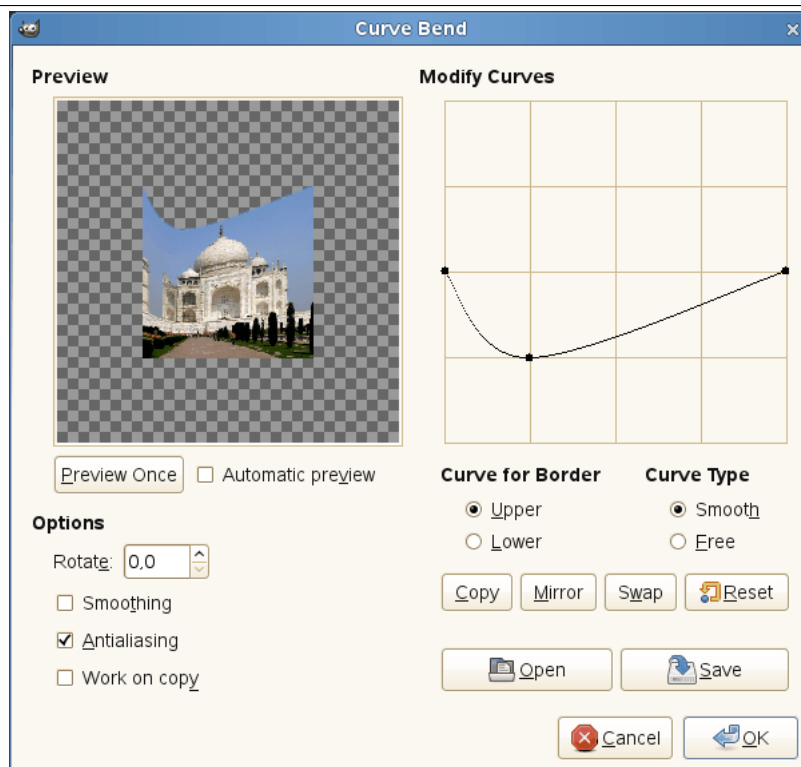 Curve Bend
Preview
Modify Curves
Preview Once
Automatic preview
Curve for Border
Curve Type
Upper
Smooth
Lower
Free
Options
Rotate: 0,0
Smoothing
Antialiasing
Work on copy
Copy
Mirror
Swap
Reset
Open
Save
Cancel
OK